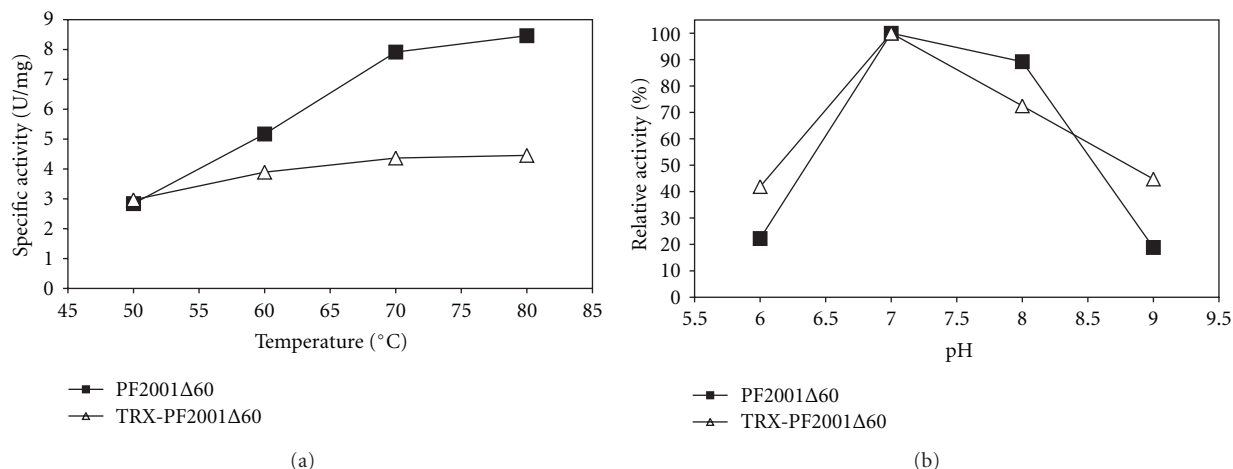 9
8
7
6
5
4
3
2
1
0
Specific activity (U/mg)
45 50 55 60 65 70 75 80 85
Temperature (°C)
PF2001Δ60
TRX-PF2001Δ60
(a)
100
90
80
70
60
50
40
30
20
10
0
Relative activity (%)
5.5 6 6.5 7 7.5 8 8.5 9 9.5
pH
PF2001Δ60
TRX-PF2001Δ60
(b)